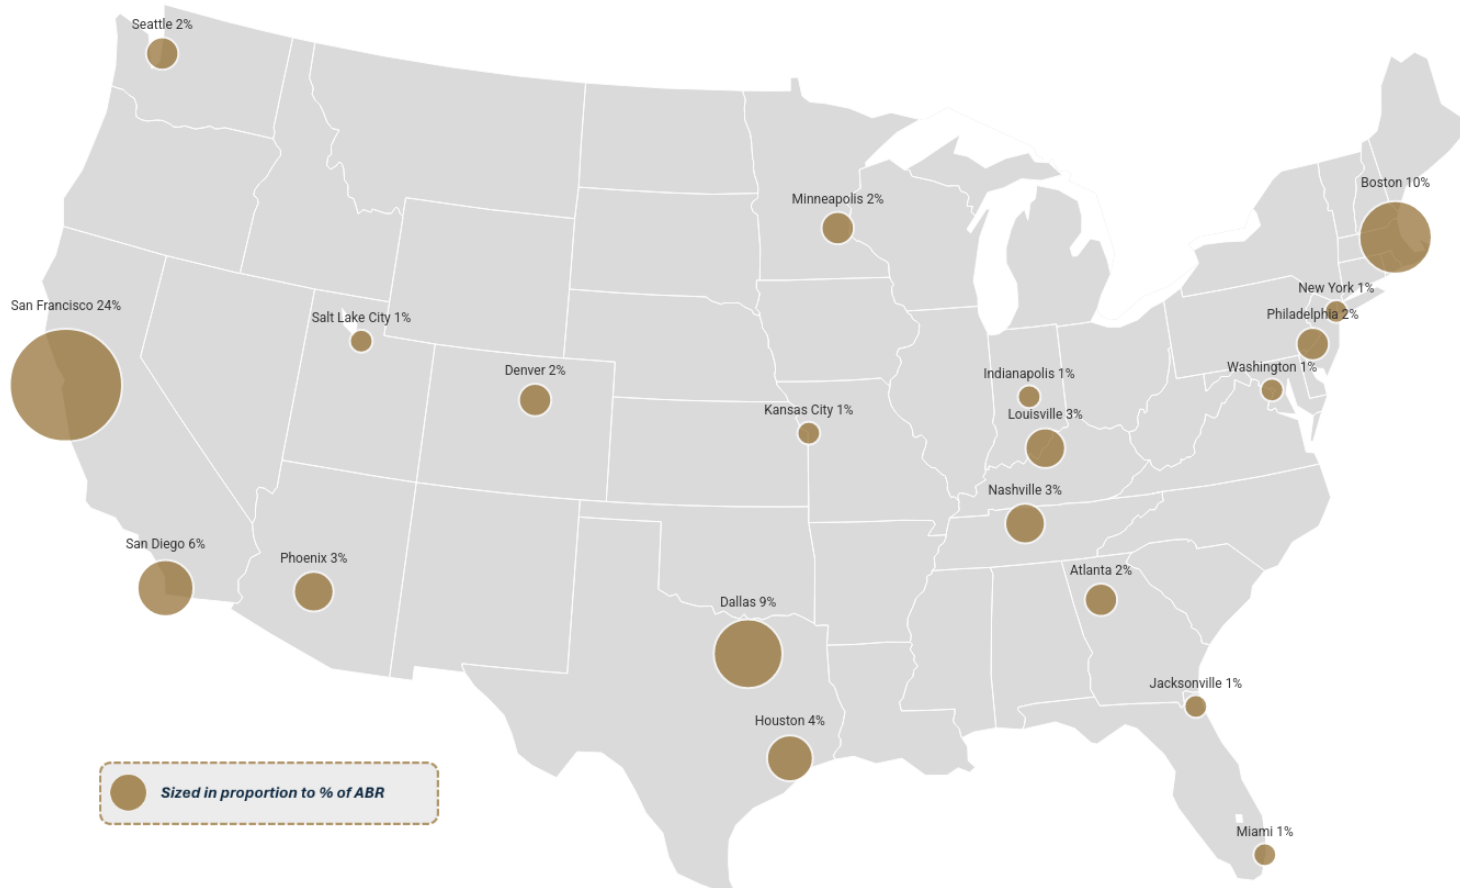 Seattle 2%
Boston 10%
Minneapolis 2%
New York 1%
San Francisco 24%
Philadelphia 2%
Salt Lake City 1%
Washington 1%
Denver 2%
Indianapolis 1%
Kansas City 1%
Louisville 3%
Nashville 3%
San Diego 6%
Phoenix 3%
Atlanta 2%
Dallas 9%
Jacksonville 1%
Houston 4%
Sized in proportion to % of ABR
Miami 1%